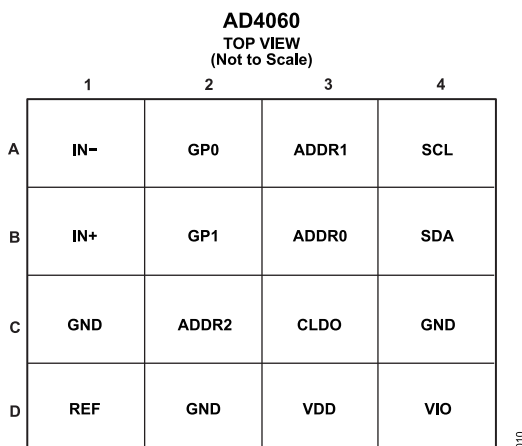 AD4060
TOP VIEW
(Not to Scale)
1 2 3 4
A IN− GP0 ADDR1 SCL
B IN+ GP1 ADDR0 SDA
C GND ADDR2 CLDO GND
D REF GND VDD VIO
010